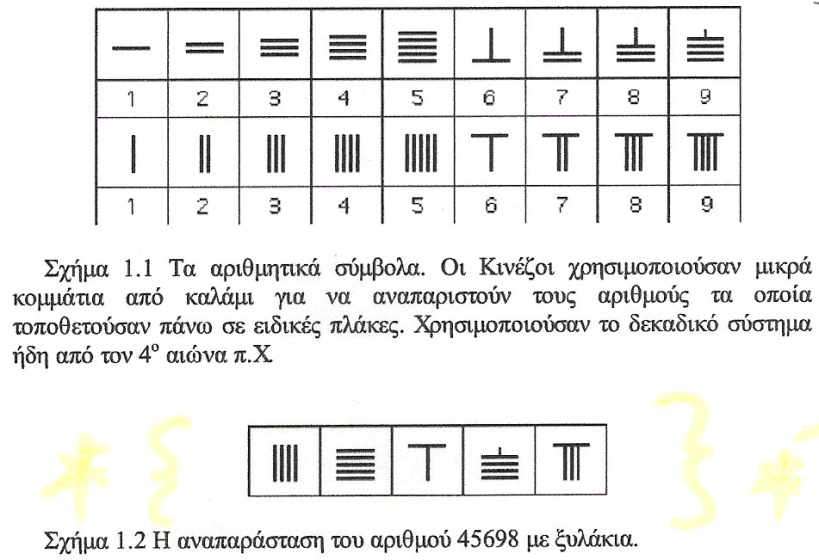 1 2 3 4 5 6 7 8 9
1 2 3 4 5 6 7 8 9
Σχήμα 1.1 Τα αριθμητικά σύμβολα. Οι Κινέζοι χρησιμοποιούσαν μικρά
κομμάτια από καλάμι για να αναπαριστούν τους αριθμούς τα οποία
τοποθετούσαν πάνω σε ειδικές πλάκες. Χρησιμοποιούσαν το δεκαδικό σύστημα
ήδη από τον 4ο αιώνα π.Χ
Σχήμα 1.2 Η αναπαράσταση του αριθμού 45698 με ξυλάκια.